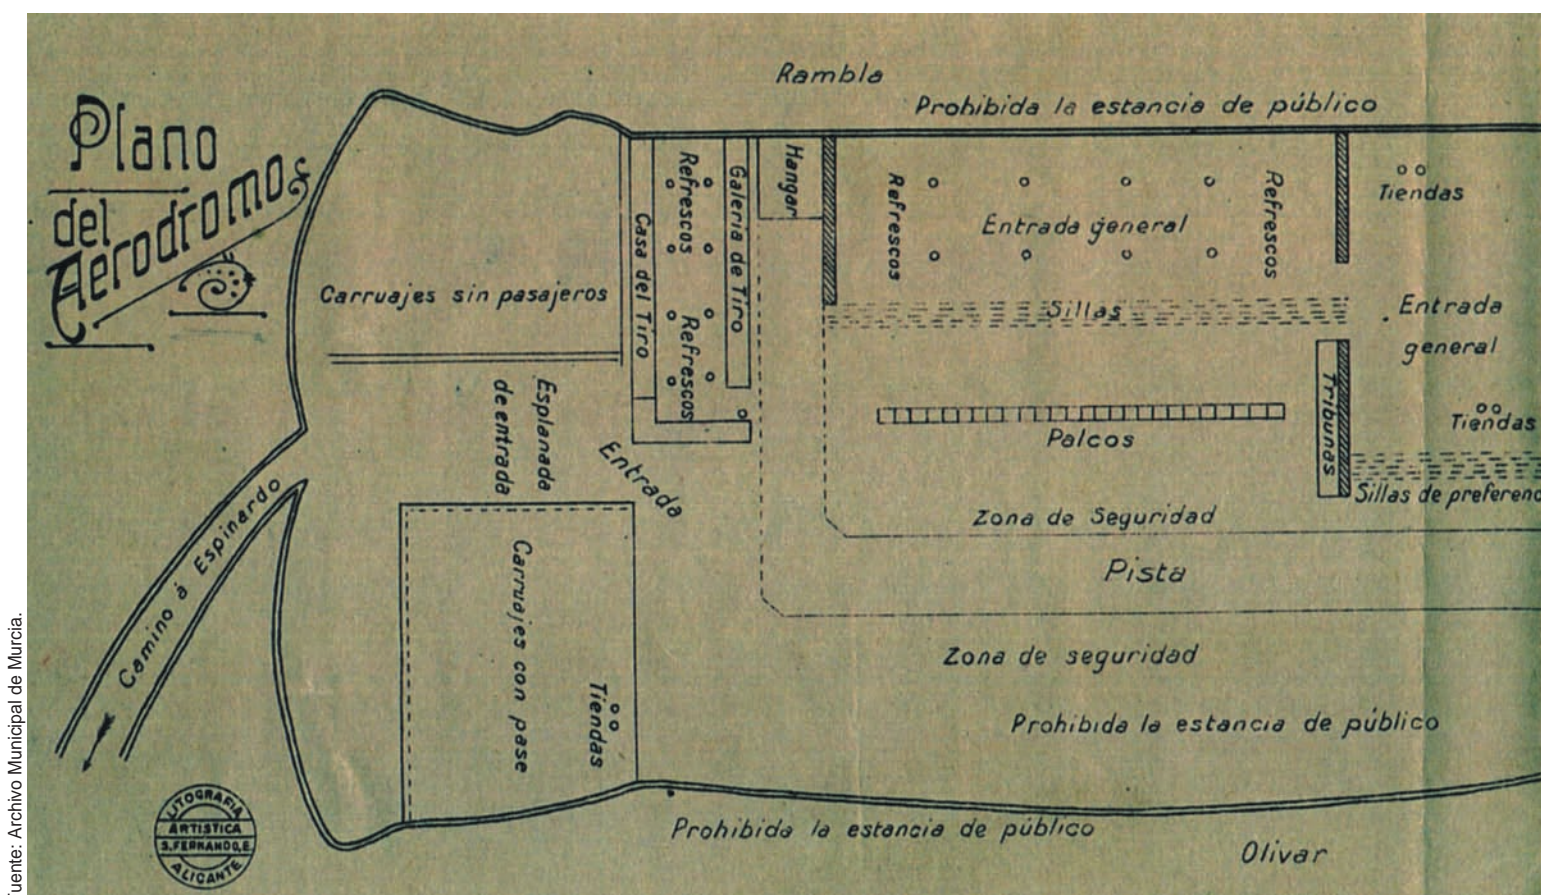 Plano
del
Aerodromo
Rambla
Prohibida la estancia de público
Carruajes sin pasajeros
Casa del Tiro
Refrescos
Refrescos
Galeria de Tiro
Hangar
Refrescos
Entrada general
Refrescos
Tiendas
Sillas
Entrada
general
Tribunas
Palcos
Tiendas
Sillas de preferenc
Esplanada
de entrada
Entrada
Zona de Seguridad
Pista
Zona de seguridad
Prohibida la estancia de público
Camino á Espinardo
Carruajes con pase
Tiendas
Prohibida la estancia de público
Olivar
LITOGRAFIA
ARTISTICA
S.FERNANDO,E.
ALICANTE
uente: Archivo Municipal de Murcia.